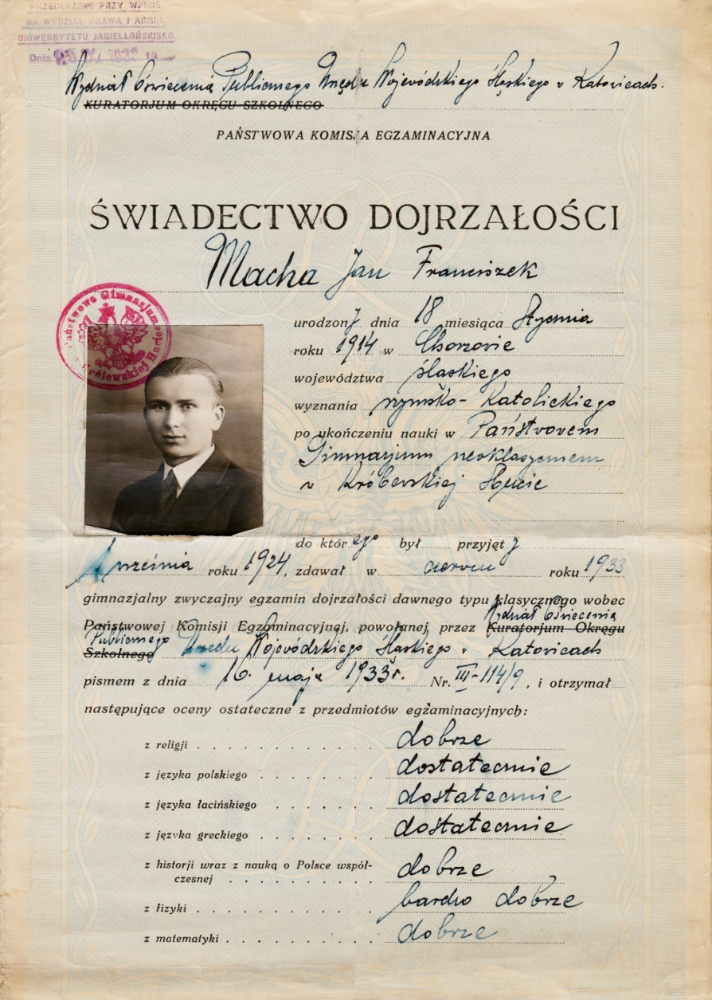 PRZEDŁOŻONO PRZY WPISIE
NA WYDZIAŁ PRAWA I ADMIN.
UNIWERSYTETU JAGIELLOŃSKIEGO
Dnia 19
Wydział Oświecenia Publicznego Urzędu Wojewódzkiego Śląskiego w Katowicach.
KURATORJUM OKRĘGU SZKOLNEGO
PAŃSTWOWA KOMISJA EGZAMINACYJNA
ŚWIADECTWO DOJRZAŁOŚCI
Macha Jan Franciszek
Państwowe Gimnazjum
Królewskiej Hucie
urodzony dnia 18 miesiąca Stycznia
roku 1914 w Chorzowie
województwa śląskiego
wyznania rzymsko-Katolickiego
po ukończeniu nauki w Państwowem
Gimnazjum neoklasycznem
w Królewskiej Hucie
do którego był przyjęty
września roku 1924, zdawał w czerwcu roku 1933
gimnazjalny zwyczajny egzamin dojrzałości dawnego typu klasycznego wobec
Wydział Oświecenia
Państwowej Komisji Egzaminacyjnej, powołanej przez Kuratorjum Okręgu
Publicznego
Szkolnego Urzędu Wojewódzkiego Śląskiego w Katowicach
pismem z dnia 16. maja 1933r. Nr. III-114/9, i otrzymał
następujące oceny ostateczne z przedmiotów egzaminacyjnych:
z religji . . . . . . . . . . . dobrze
z języka polskiego . . . . . . . dostatecznie
z języka łacińskiego . . . . . . dostatecznie
z języka greckiego . . . . . . . dostatecznie
z historji wraz z nauką o Polsce współ-
czesnej . . . . . . . . . dobrze
z fizyki . . . . . . . . . . . bardzo dobrze
z matematyki . . . . . . . . . dobrze